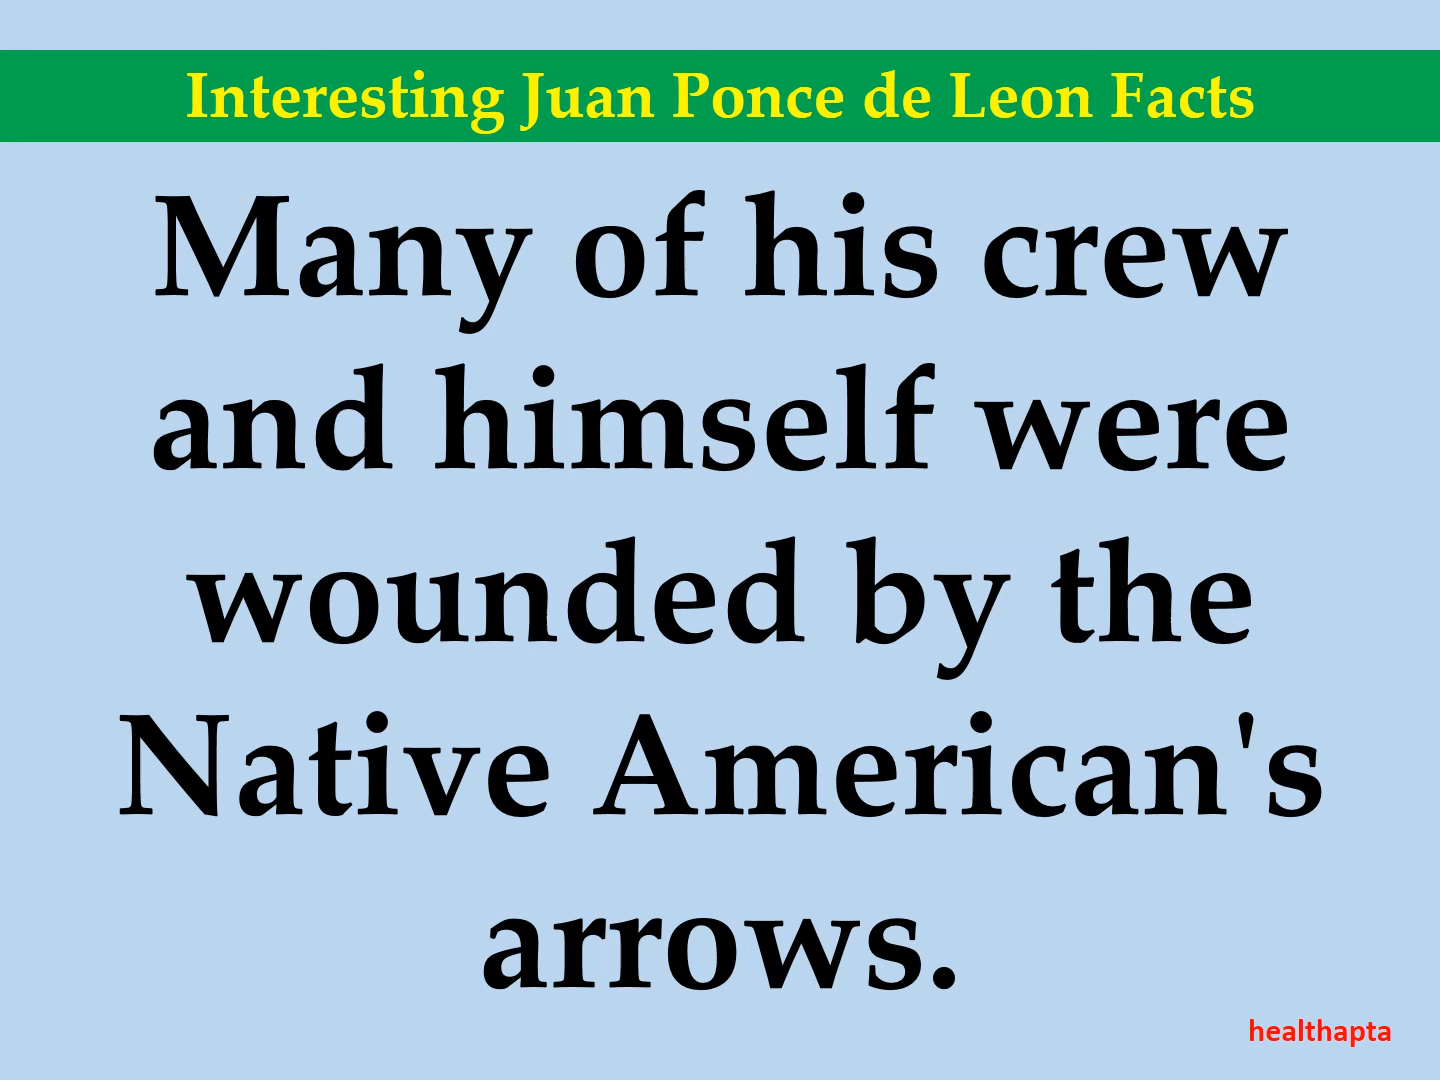 Interesting Juan Ponce de Leon Facts
Many of his crew
and himself were
wounded by the
Native American's
arrows.
healthapta